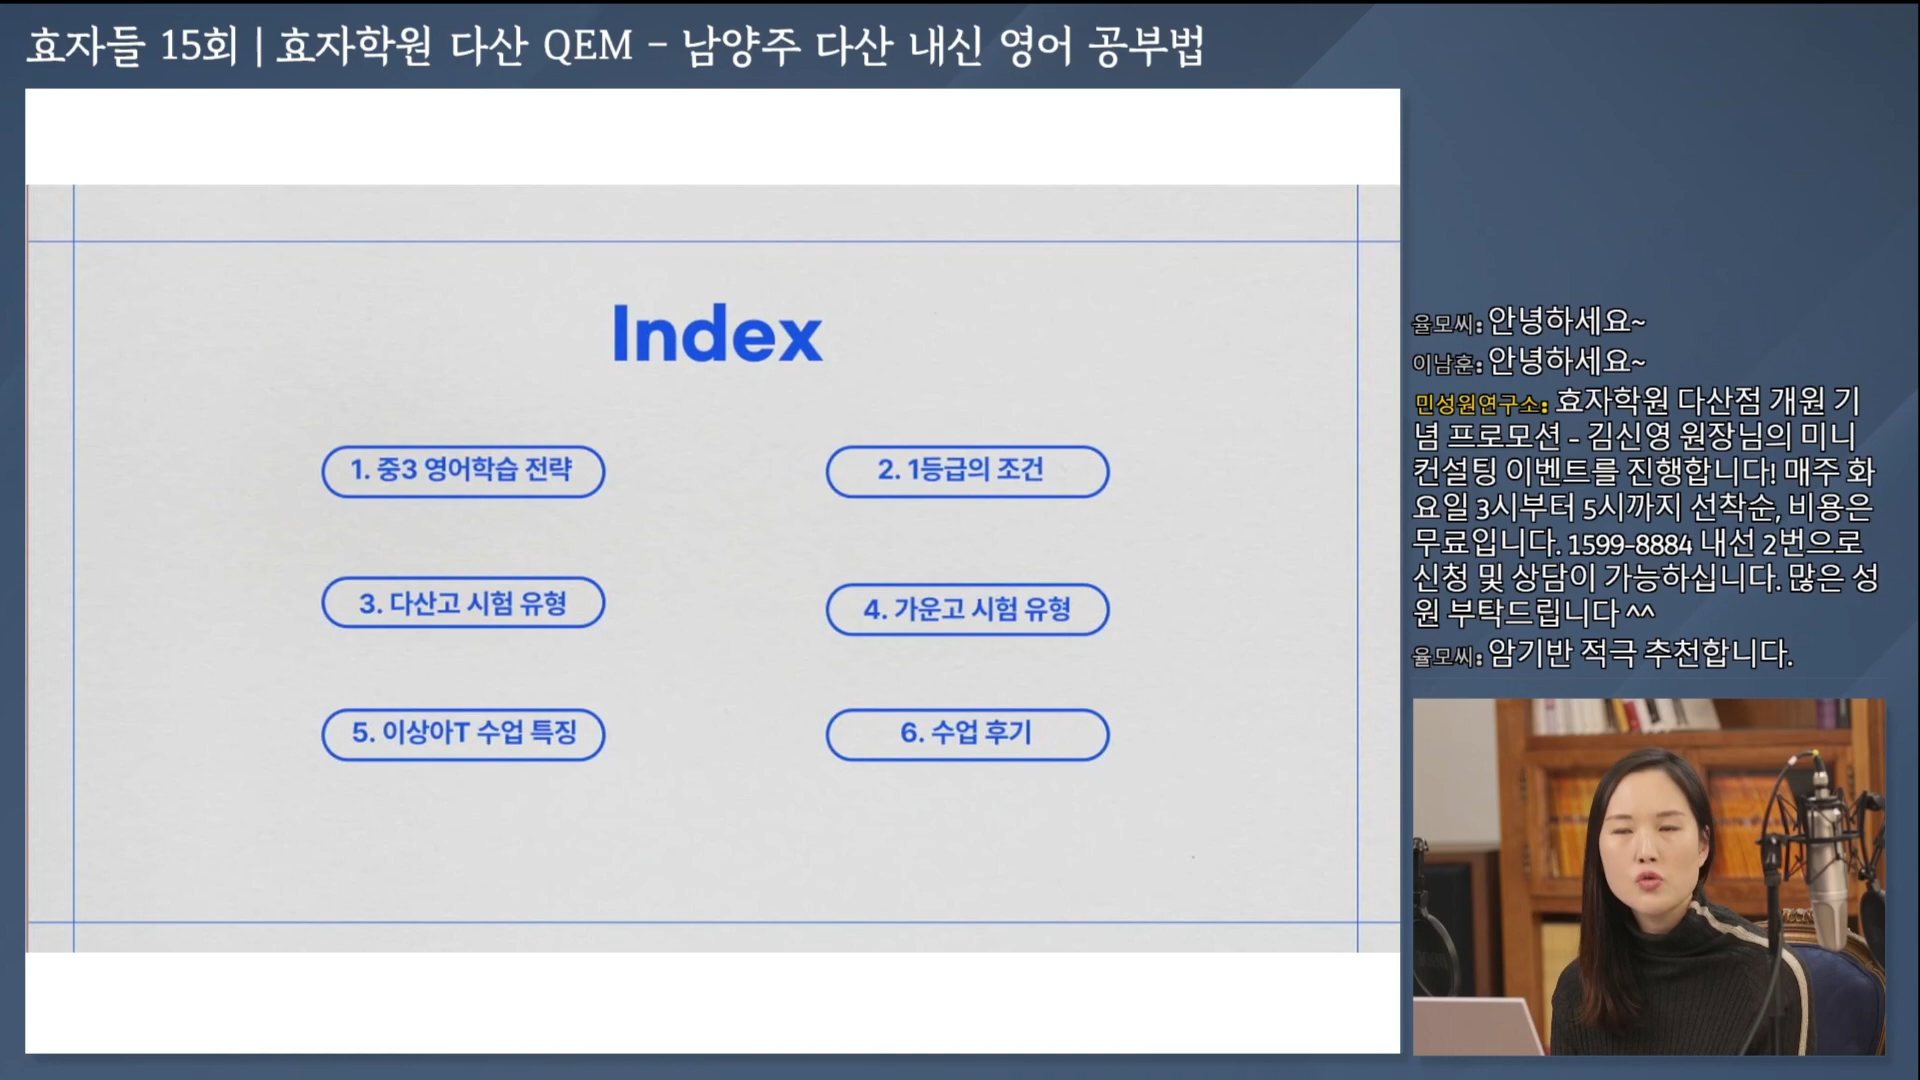 효자들 15회 | 효자학원 다산 QEM - 남양주 다산 내신 영어 공부법
Index
1. 중3 영어학습 전략
2. 1등급의 조건
3. 다산고 시험 유형
4. 가운고 시험 유형
5. 이상아T 수업 특징
6. 수업 후기
율모씨: 안녕하세요~
이남훈: 안녕하세요~
민성원연구소: 효자학원 다산점 개원 기
념 프로모션 - 김신영 원장님의 미니
컨설팅 이벤트를 진행합니다! 매주 화
요일 3시부터 5시까지 선착순, 비용은
무료입니다. 1599-8884 내선 2번으로
신청 및 상담이 가능하십니다. 많은 성
원 부탁드립니다 ^^
율모씨: 암기반 적극 추천합니다.